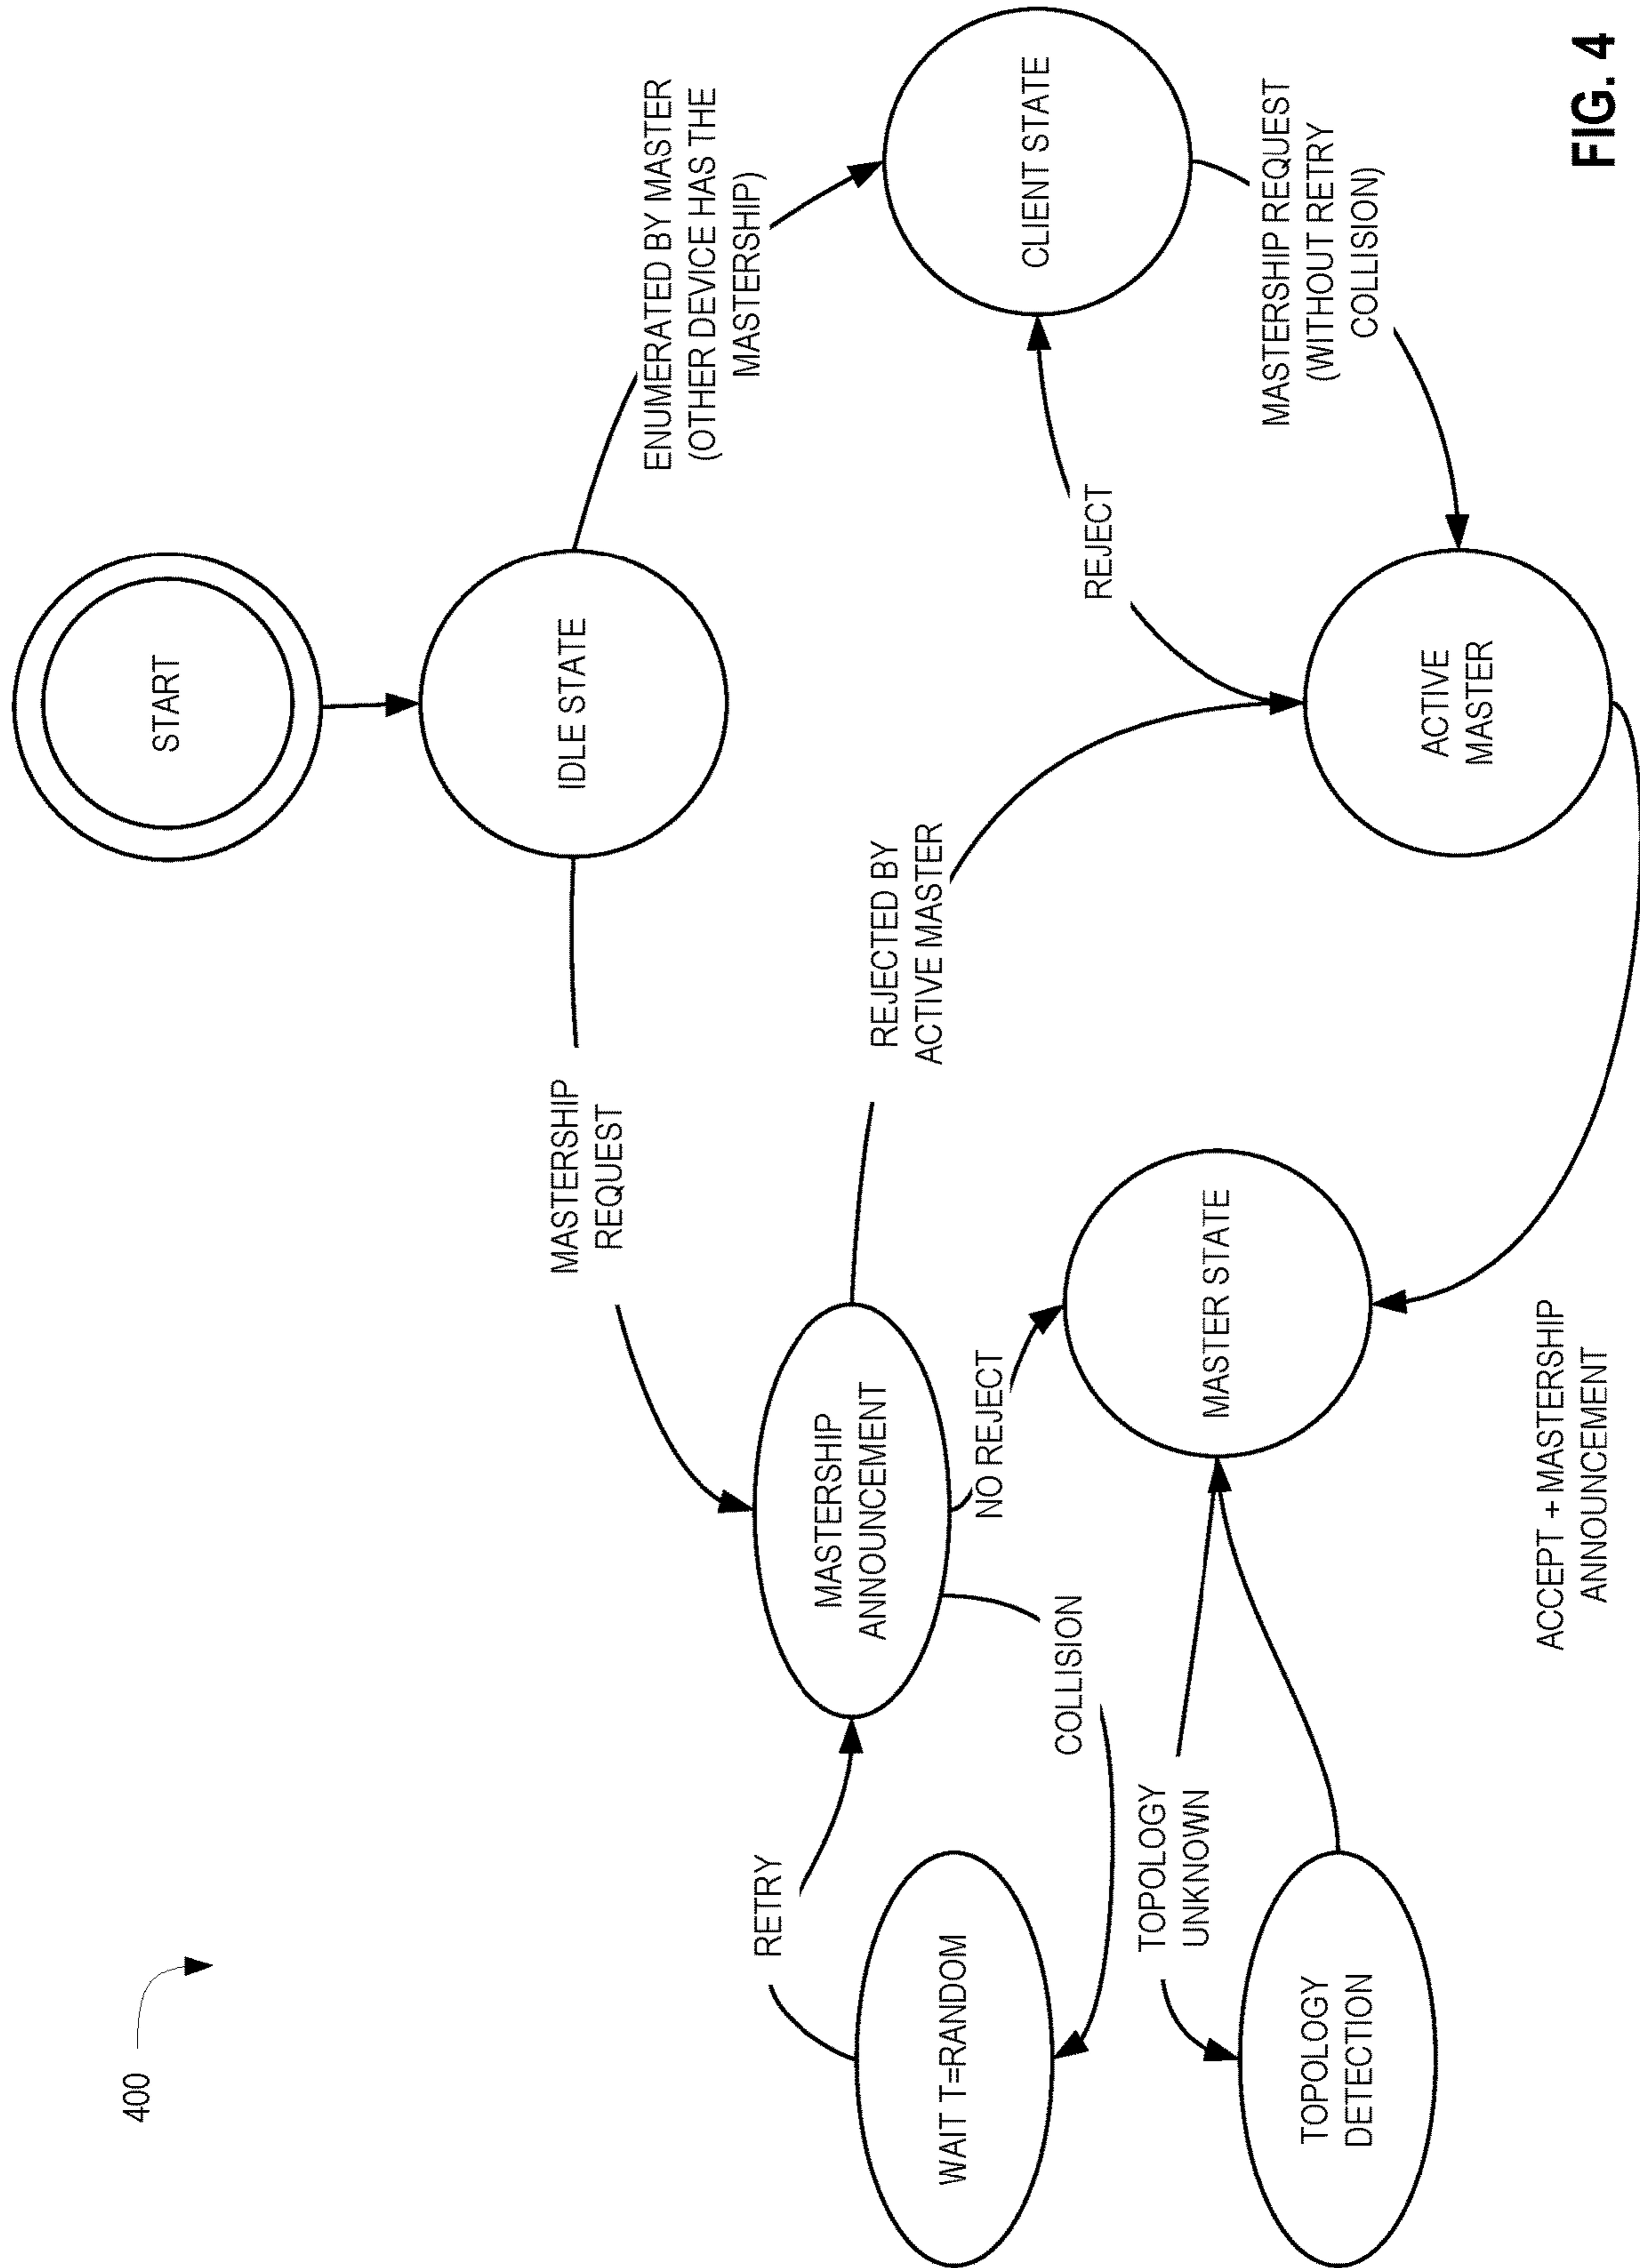 400
START
IDLE STATE
MASTERSHIP
REQUEST
ENUMERATED BY MASTER
(OTHER DEVICE HAS THE
MASTERSHIP)
RETRY
MASTERSHIP
ANNOUNCEMENT
REJECTED BY
ACTIVE MASTER
WAIT T=RANDOM
COLLISION
NO REJECT
REJECT
CLIENT STATE
TOPOLOGY
UNKNOWN
MASTER STATE
MASTERSHIP REQUEST
(WITHOUT RETRY
COLLISION)
TOPOLOGY
DETECTION
ACTIVE
MASTER
ACCEPT + MASTERSHIP
ANNOUNCEMENT
FIG. 4